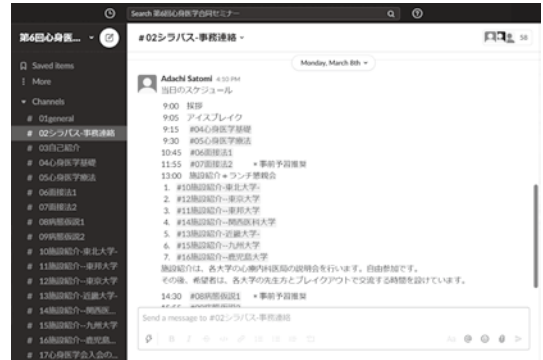 Search 第6回心身医学合同セミナー
第6回心身医...
Saved items
More
Channels
# 01general
# 02シラバス-事務連絡
# 03自己紹介
# 04心身医学基礎
# 05心身医学療法
# 06面接法1
# 07面接法2
# 08病態仮説1
# 09病態仮説2
# 10施設紹介-東北大学-
# 11施設紹介--東邦大学
# 12施設紹介--東京大学
# 13施設紹介-近畿大学-
# 14施設紹介--関西医...
# 15施設紹介--九州大学
# 16施設紹介--鹿児島...
# 17心身医学会入会の...
#02シラバス-事務連絡
58
Monday, March 8th
Adachi Satomi 4:10 PM
当日のスケジュール
9:00 挨拶
9:05 アイスブレイク
9:15 #04心身医学基礎
9:30 #05心身医学療法
10:45 #06面接法1
11:55 #07面接法2 *事前予習推奨
13:00 施設紹介+ランチ懇親会
1. #10施設紹介-東北大学-
2. #12施設紹介--東京大学
3. #11施設紹介--東邦大学
4. #14施設紹介--関西医科大学
5. #13施設紹介-近畿大学-
6. #15施設紹介--九州大学
7. #16施設紹介--鹿児島大学
施設紹介は、各大学の心療内科医局の説明会を行います。自由参加です。
その後、希望者は、各大学の先生方とブレイクアウトで交流する時間を設けています。
14:30 #08病態仮説1 *事前予習推奨
Send a message to #02シラバス-事務連絡